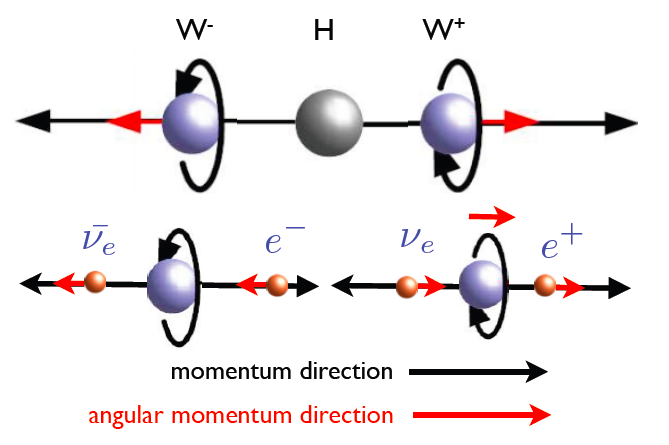 W⁻ H W⁺
ν̄ₑ e⁻ νₑ e⁺
momentum direction
angular momentum direction